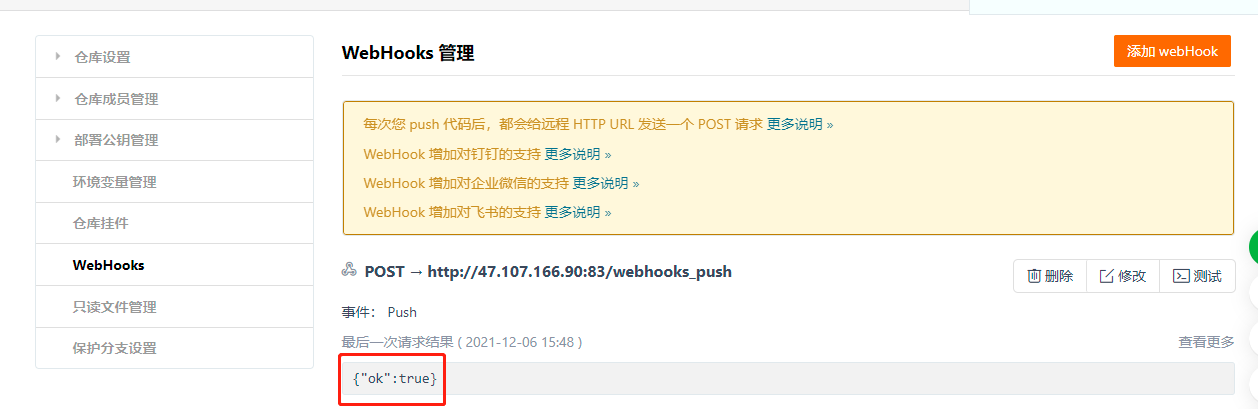 仓库设置
仓库成员管理
部署公钥管理
环境变量管理
仓库挂件
WebHooks
只读文件管理
保护分支设置
WebHooks 管理
添加 webHook
每次您 push 代码后，都会给远程 HTTP URL 发送一个 POST 请求 更多说明 »
WebHook 增加对钉钉的支持 更多说明 »
WebHook 增加对企业微信的支持 更多说明 »
WebHook 增加对飞书的支持 更多说明 »
POST → http://47.107.166.90:83/webhooks_push
删除 修改 测试
事件： Push
最后一次请求结果 ( 2021-12-06 15:48 ) 查看更多
{"ok":true}